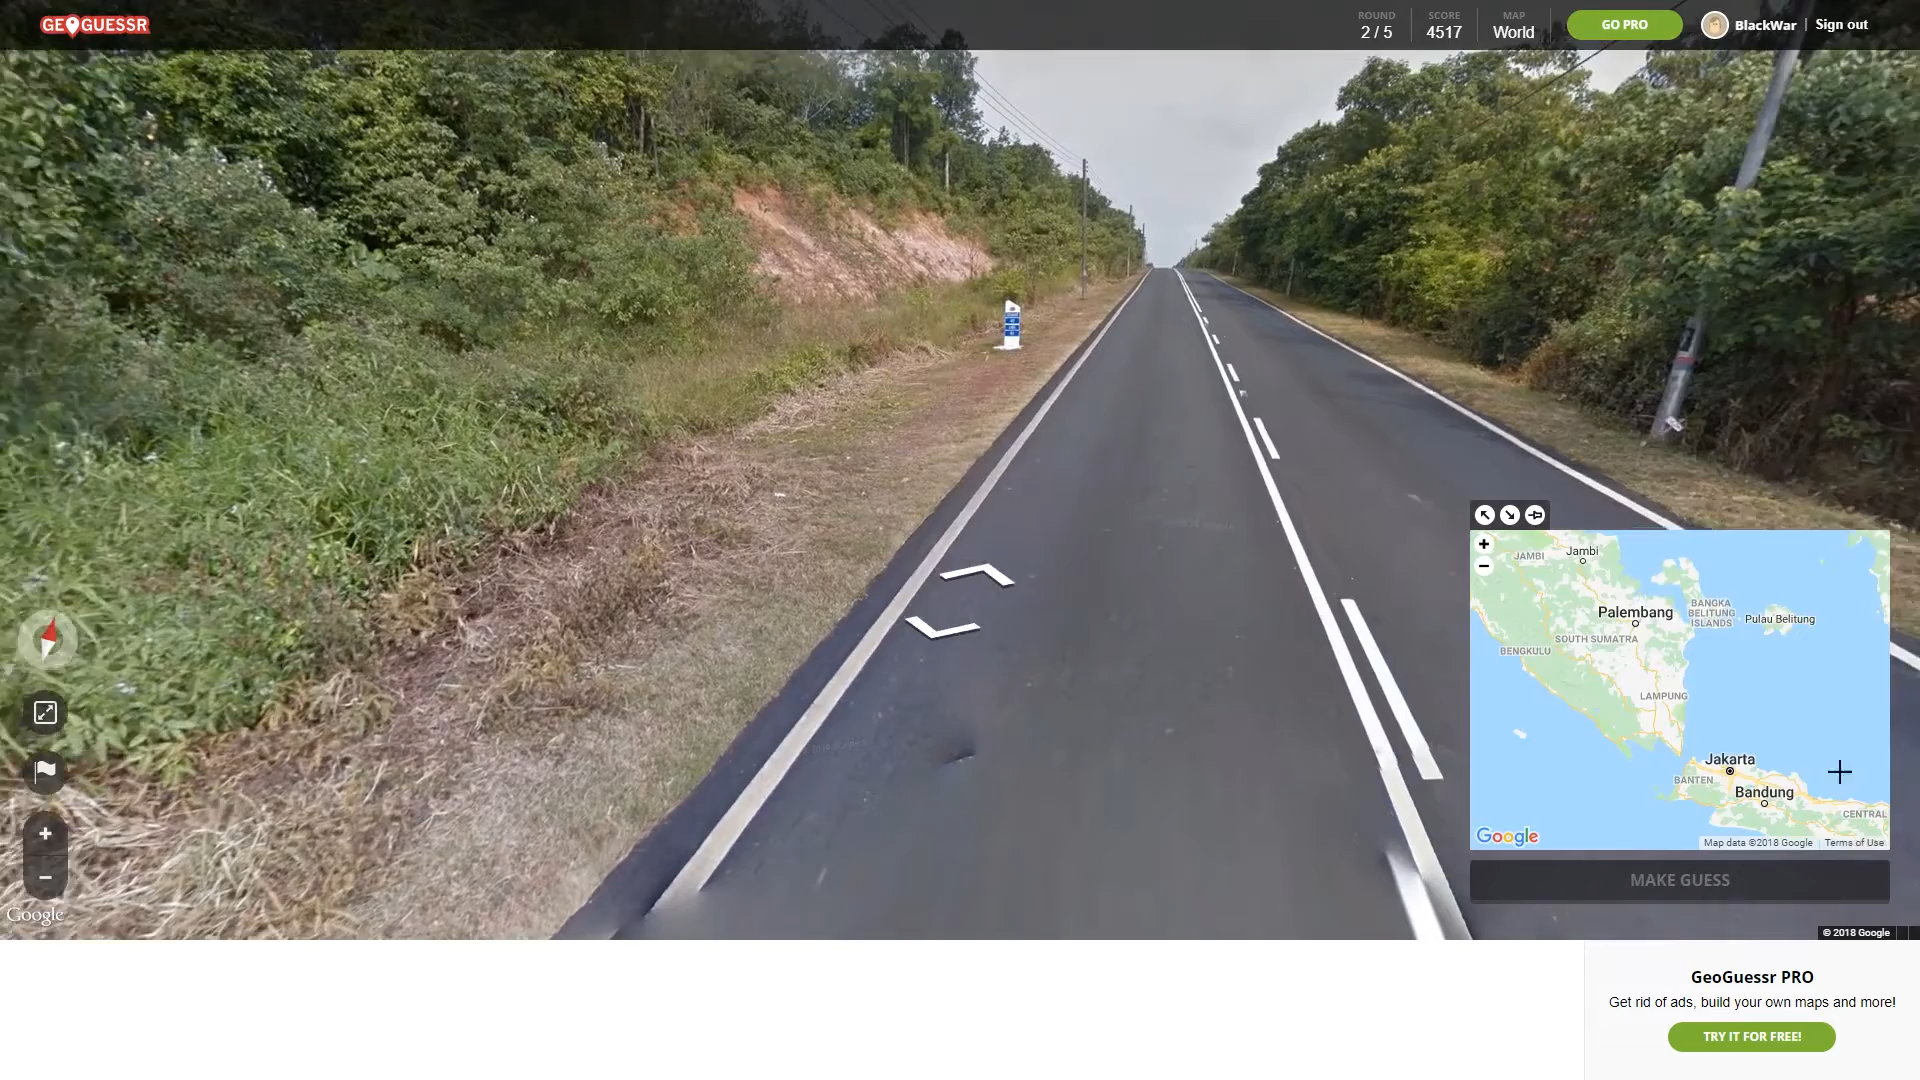 GEOGUESSR
ROUND
2 / 5
SCORE
4517
MAP
World
GO PRO
BlackWar
Sign out
JAMBI
Jambi
Palembang
BANGKA
BELITUNG
ISLANDS
Pulau Belitung
SOUTH SUMATRA
BENGKULU
LAMPUNG
Jakarta
BANTEN
Bandung
CENTRAL
Google
Map data ©2018 Google
Terms of Use
MAKE GUESS
Google
© 2018 Google
GeoGuessr PRO
Get rid of ads, build your own maps and more!
TRY IT FOR FREE!